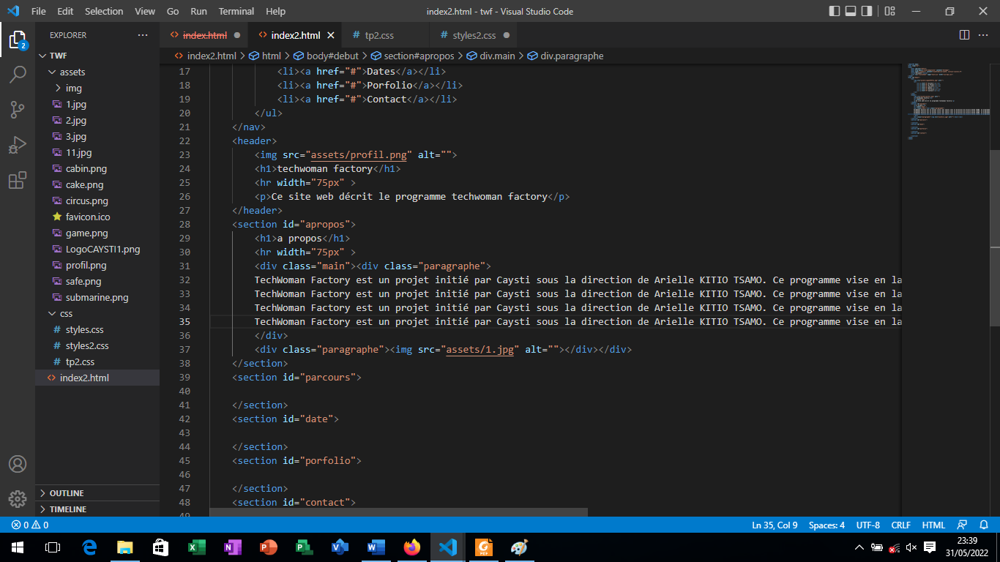 File Edit Selection View Go Run Terminal Help index2.html - twf - Visual Studio Code
EXPLORER
index.html index2.html tp2.css styles2.css
2
TWF
index2.html > html > body#debut > section#apropos > div.main > div.paragraphe
assets
img
1.jpg
2.jpg
3.jpg
11.jpg
cabin.png
cake.png
circus.png
favicon.ico
game.png
LogoCAYSTI1.png
profil.png
safe.png
submarine.png
css
styles.css
styles2.css
tp2.css
index2.html
OUTLINE
TIMELINE
17 <li><a href="#">Dates</a></li>
18 <li><a href="#">Porfolio</a></li>
19 <li><a href="#">Contact</a></li>
20 </ul>
21 </nav>
22 <header>
23 <img src="assets/profil.png" alt="">
24 <h1>techwoman factory</h1>
25 <hr width="75px" >
26 <p>Ce site web décrit le programme techwoman factory</p>
27 </header>
28 <section id="apropos">
29 <h1>a propos</h1>
30 <hr width="75px" >
31 <div class="main"><div class="paragraphe">
32 TechWoman Factory est un projet initié par Caysti sous la direction de Arielle KITIO TSAMO. Ce programme vise en la
33 TechWoman Factory est un projet initié par Caysti sous la direction de Arielle KITIO TSAMO. Ce programme vise en la
34 TechWoman Factory est un projet initié par Caysti sous la direction de Arielle KITIO TSAMO. Ce programme vise en la
35 TechWoman Factory est un projet initié par Caysti sous la direction de Arielle KITIO TSAMO. Ce programme vise en la
36 </div>
37 <div class="paragraphe"><img src="assets/1.jpg" alt=""></div></div>
38 </section>
39 <section id="parcours">
40
41 </section>
42 <section id="date">
43
44 </section>
45 <section id="porfolio">
46
47 </section>
48 <section id="contact">
49
0 0 Ln 35, Col 9 Spaces: 4 UTF-8 CRLF HTML
23:39
31/05/2022